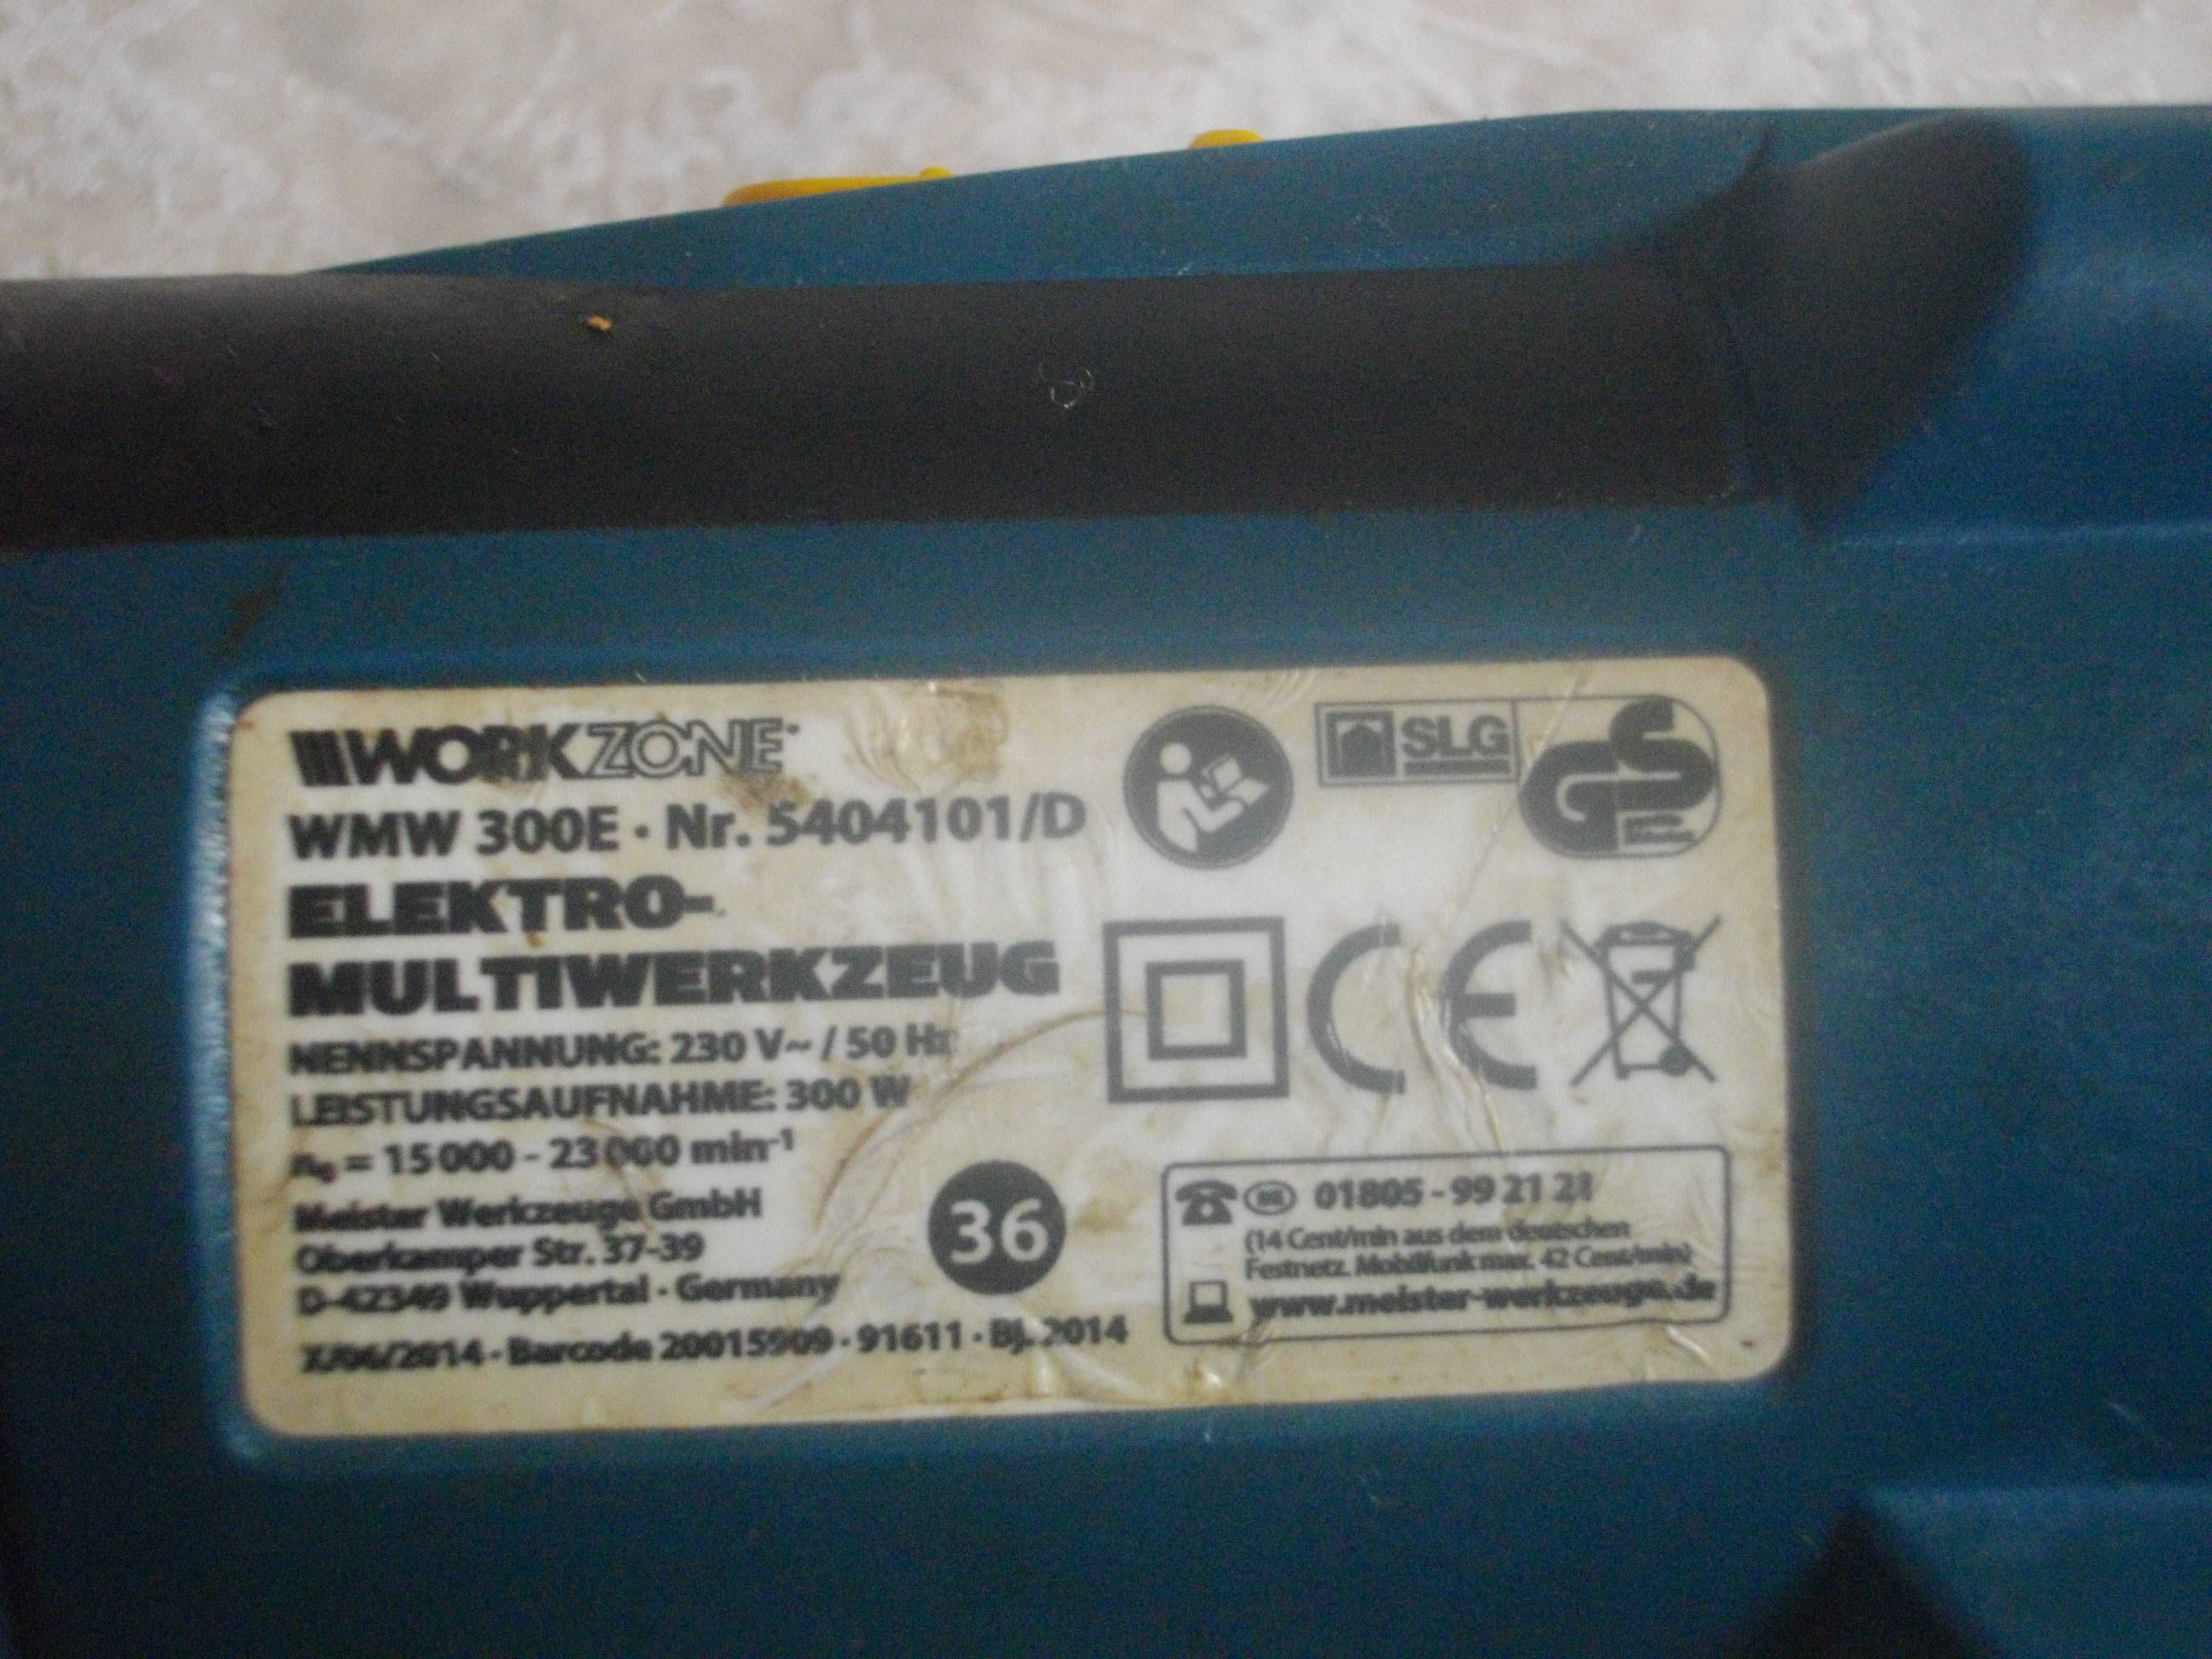 WORKZONE
WMW 300E · Nr. 5404101/D
ELEKTRO-
MULTIWERKZEUG
NENNSPANNUNG: 230 V~ / 50 Hz
LEISTUNGSAUFNAHME: 300 W
n₀ = 15 000 - 23 000 min⁻¹
Meister Werkzeuge GmbH
Oberkamper Str. 37-39
D-42349 Wuppertal · Germany
X/06/2014 · Barcode 20015909 · 91611 · Bj. 2014
36
SLG
GS
CE
01805 - 99 21 21
(14 Cent/min aus dem deutschen
Festnetz. Mobilfunk max. 42 Cent/min)
www.meister-werkzeuge.de